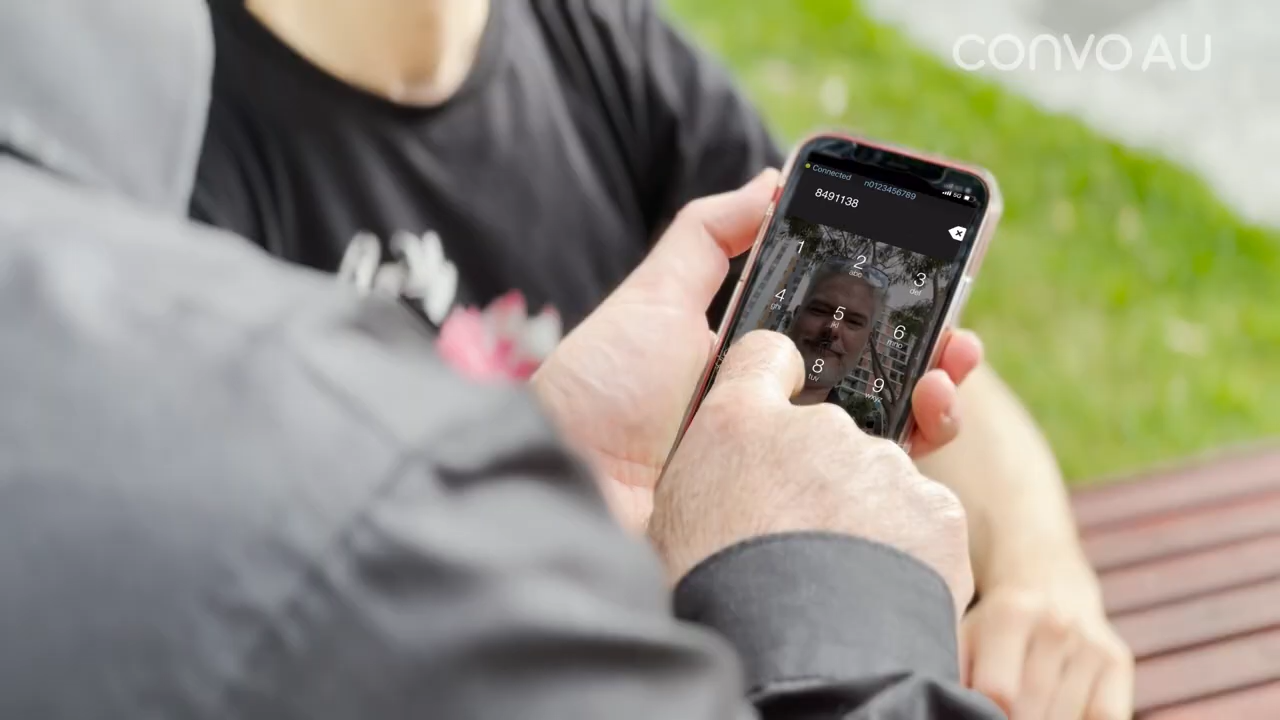 CONVO AU
Connected n0123456789
5G
8491138
1
2
abc
3
def
4
ghi
5
jkl
6
mno
8
tuv
9
wxyz